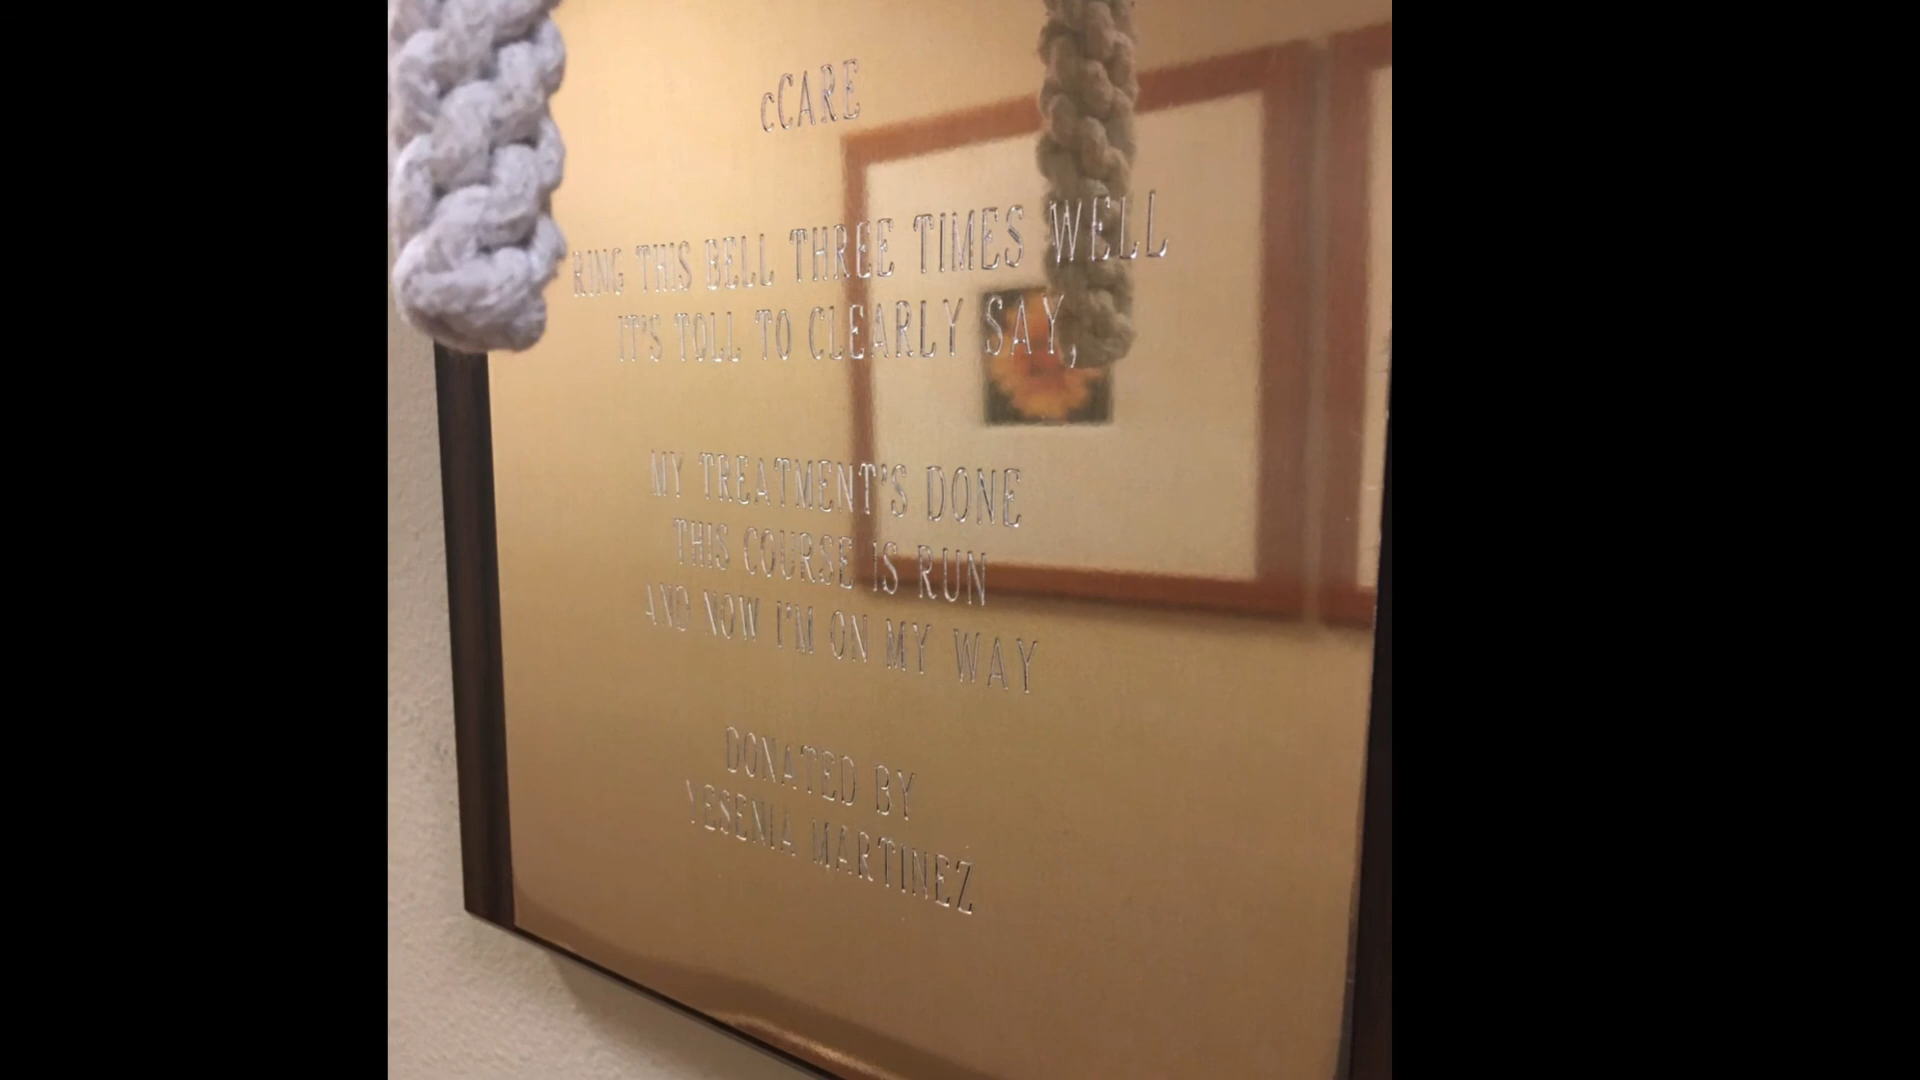 cCARE
RING THIS BELL THREE TIMES WELL
IT'S TOLL TO CLEARLY SAY,
MY TREATMENT'S DONE
THIS COURSE IS RUN
AND NOW I'M ON MY WAY
DONATED BY
YESENIA MARTINEZ